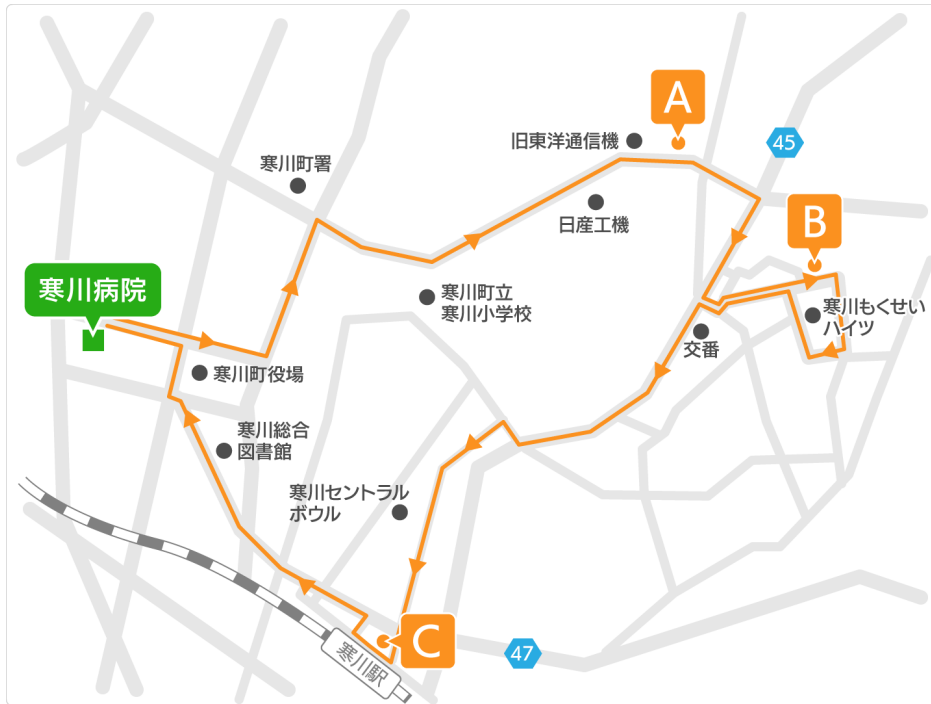 A
旧東洋通信機
45
寒川町署
日産工機
B
寒川病院
寒川町立
寒川小学校
寒川もくせい
ハイツ
交番
寒川町役場
寒川総合
図書館
寒川セントラル
ボウル
C
47
寒川駅